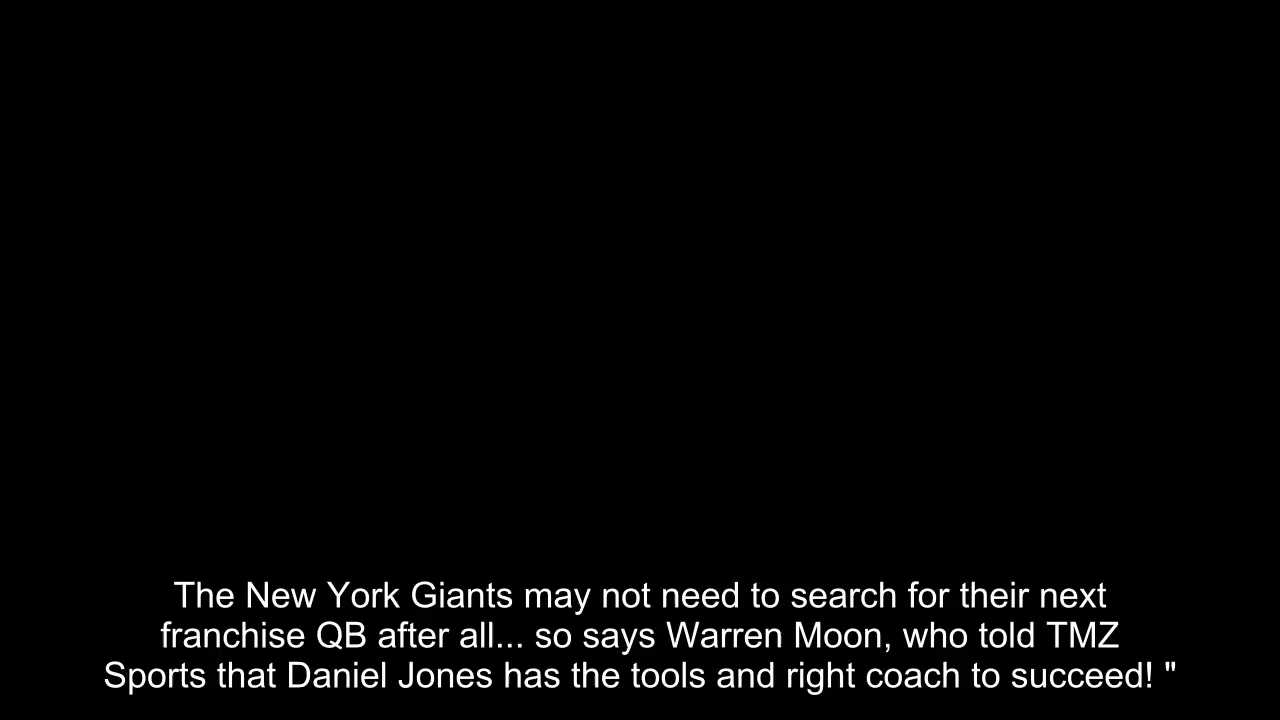 The New York Giants may not need to search for their next
franchise QB after all... so says Warren Moon, who told TMZ
Sports that Daniel Jones has the tools and right coach to succeed! "